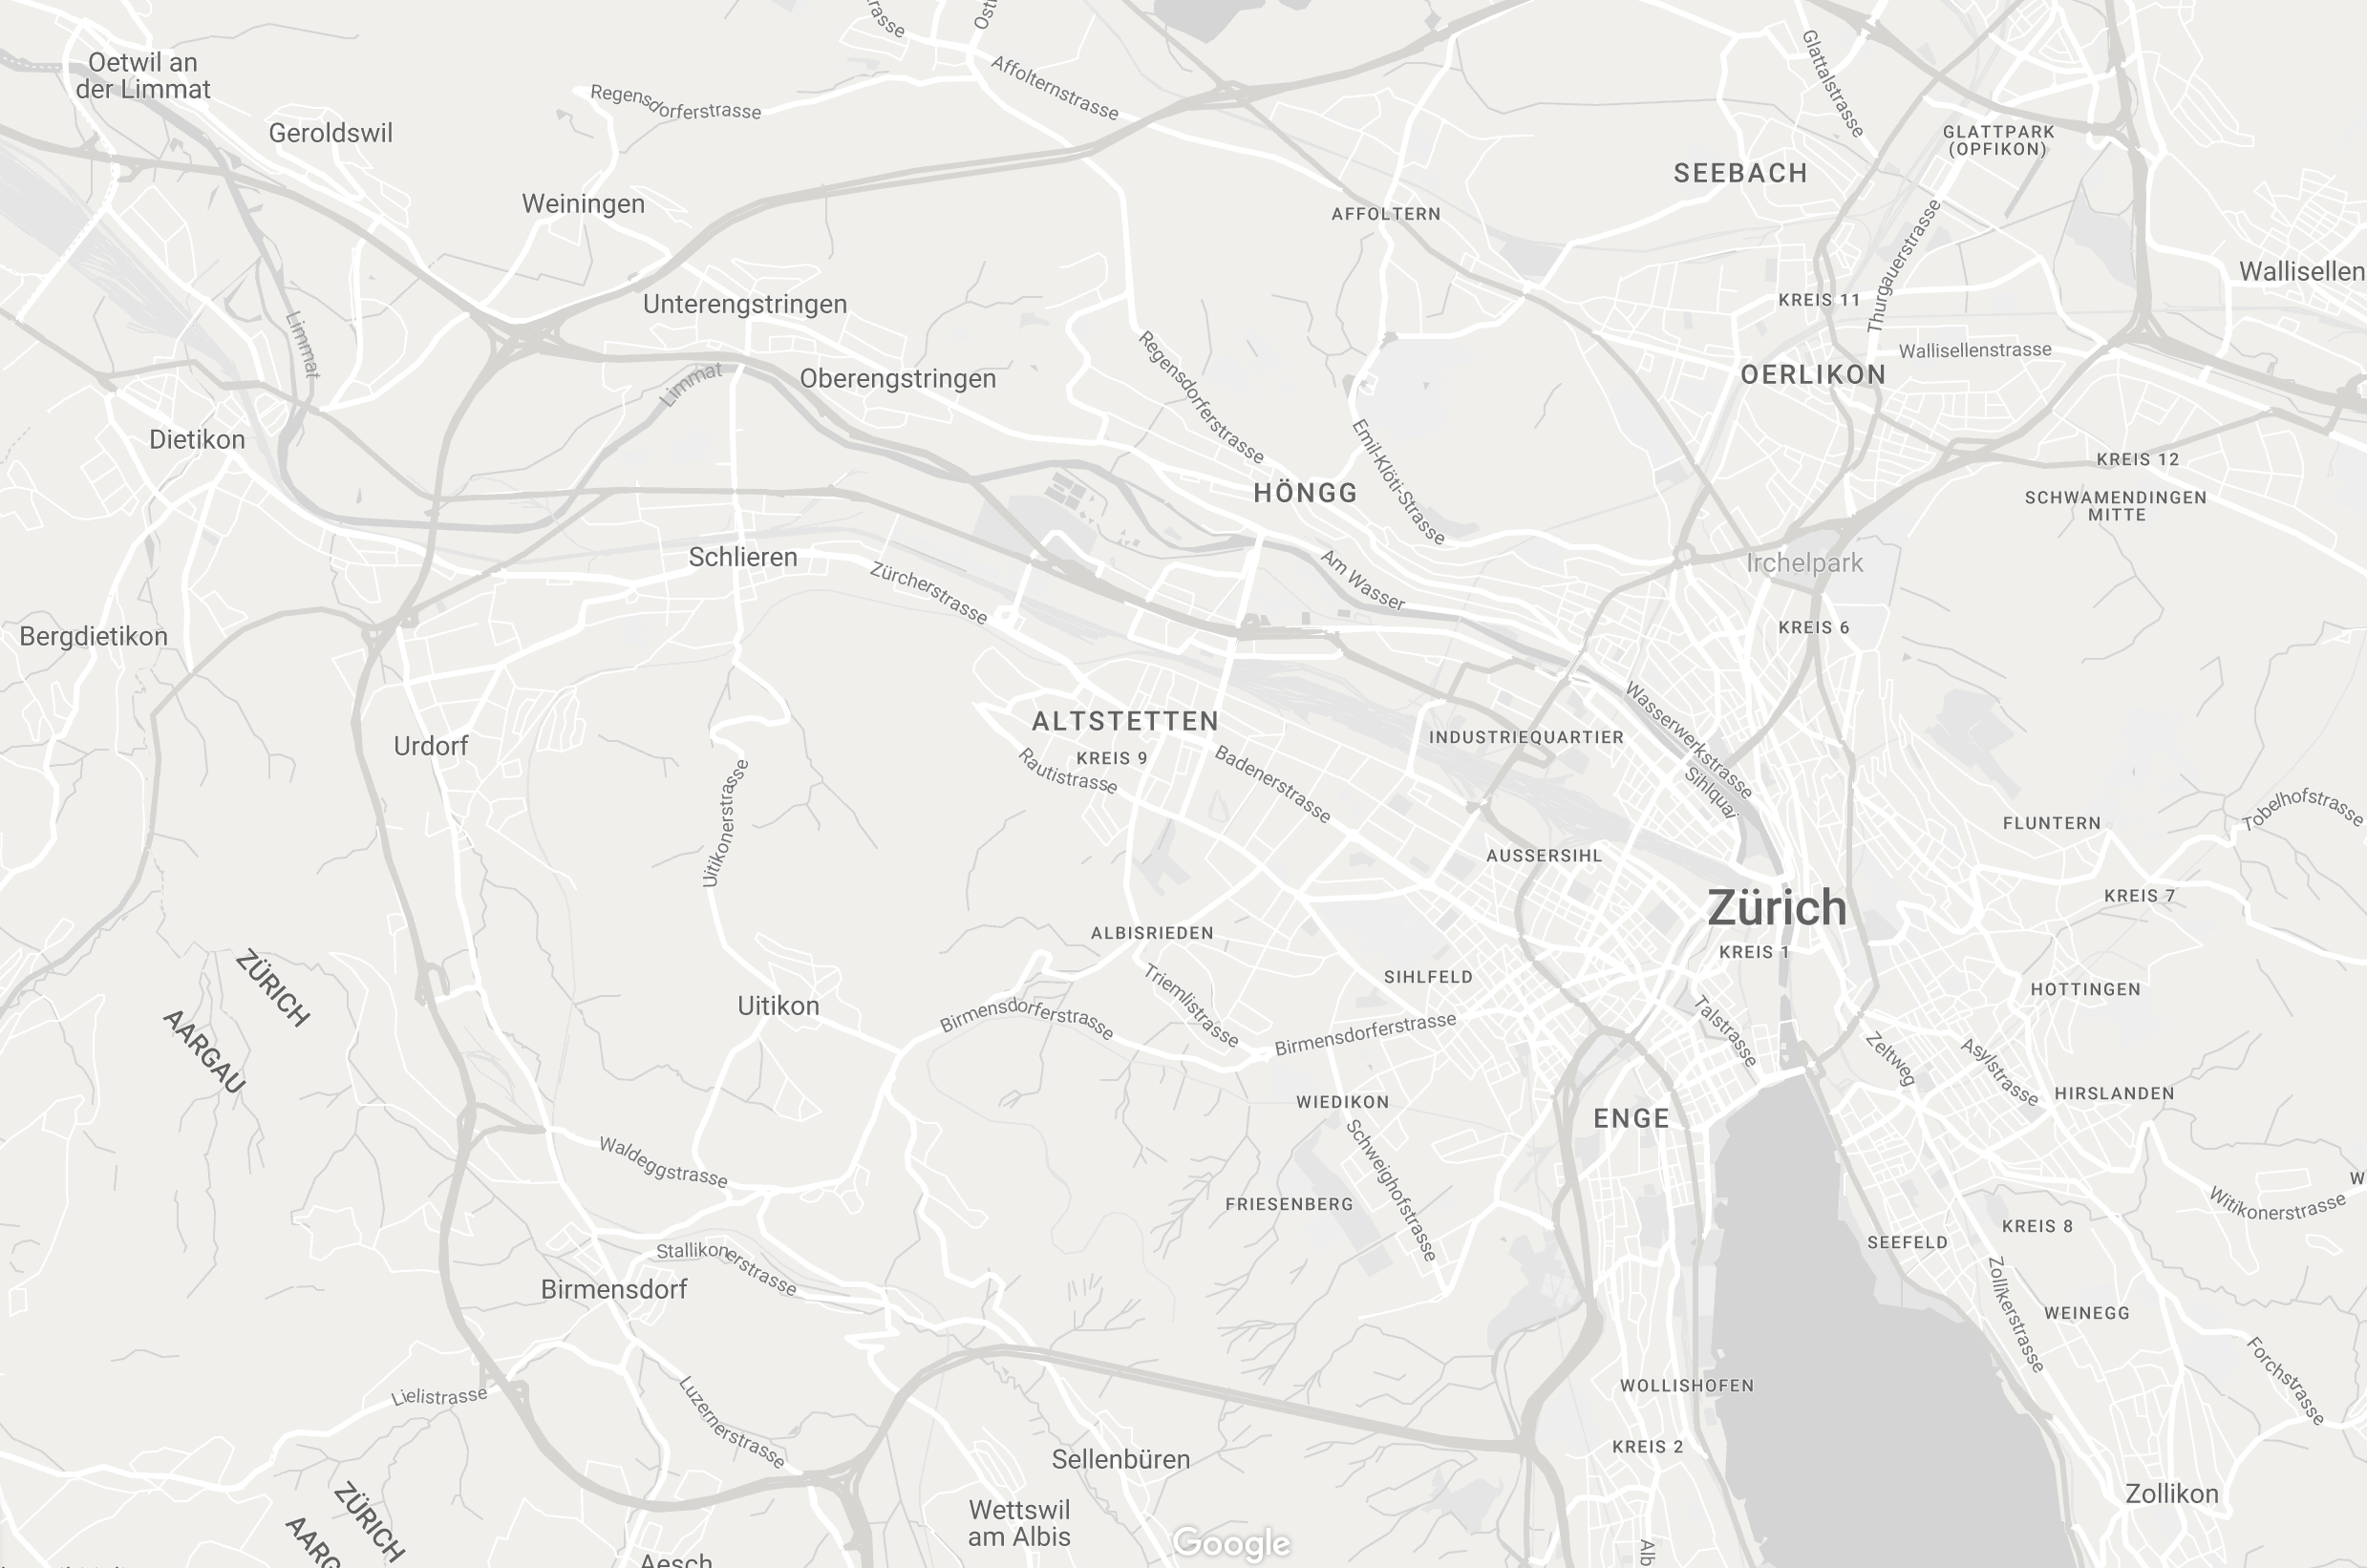 Oetwil an
der Limmat
Geroldswil
Regensdorferstrasse
Affolternstrasse
Glattalstrasse
GLATTPARK
(OPFIKON)
SEEBACH
Weiningen
AFFOLTERN
Thurgauerstrasse
Wallisellen
KREIS 11
Unterengstringen
Limmat
Limmat
Regensdorferstrasse
Wallisellenstrasse
Oberengstringen
OERLIKON
Dietikon
Emil-Klöti-Strasse
KREIS 12
HÖNGG
SCHWAMENDINGEN
MITTE
Schlieren
Zürcherstrasse
Am Wasser
Irchelpark
Bergdietikon
KREIS 6
ALTSTETTEN
KREIS 9
Urdorf
INDUSTRIEQUARTIER
Wasserwerkstrasse
Sihlquai
Rautistrasse
Badenerstrasse
Uitikonerstrasse
Tobelhofstrasse
FLUNTERN
AUSSERSIHL
Zürich
KREIS 7
ALBISRIEDEN
KREIS 1
ZÜRICH
AARGAU
SIHLFELD
HOTTINGEN
Uitikon
Birmensdorferstrasse
Triemlistrasse
Birmensdorferstrasse
Talstrasse
Zeltweg
Asylstrasse
HIRSLANDEN
WIEDIKON
ENGE
Waldeggstrasse
Schweighofstrasse
FRIESENBERG
W
Witikonerstrasse
KREIS 8
SEEFELD
Stallikonerstrasse
Birmensdorf
Zollikerstrasse
WEINEGG
Forchstrasse
Lielistrasse
Luzernerstrasse
WOLLISHOFEN
KREIS 2
Sellenbüren
Zollikon
ZÜRICH
AARG
Wettswil
am Albis
Google
Alb
Aesch